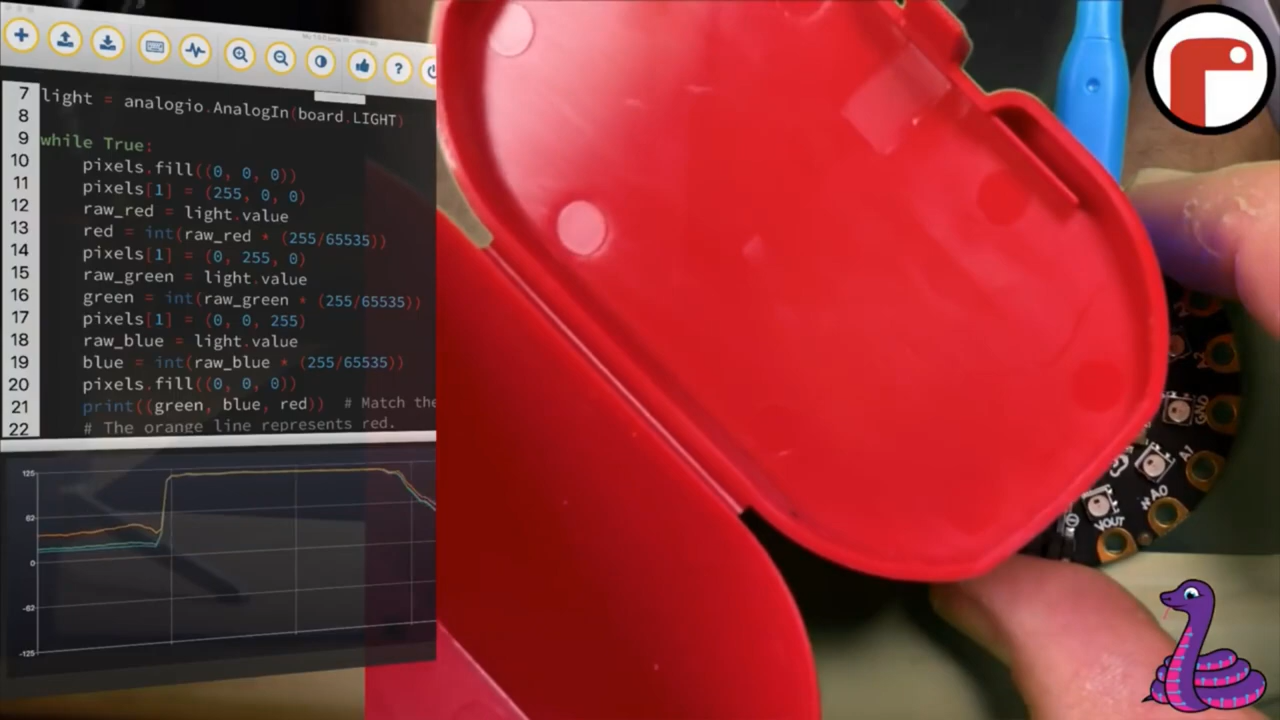 7 light = analogio.AnalogIn(board.LIGHT)
8
9 while True:
10 pixels.fill((0, 0, 0))
11 pixels[1] = (255, 0, 0)
12 raw_red = light.value
13 red = int(raw_red * (255/65535))
14 pixels[1] = (0, 255, 0)
15 raw_green = light.value
16 green = int(raw_green * (255/65535))
17 pixels[1] = (0, 0, 255)
18 raw_blue = light.value
19 blue = int(raw_blue * (255/65535))
20 pixels.fill((0, 0, 0))
21 print((green, blue, red)) # Match the
22 # The orange line represents red.
125
62
0
-62
-125
A2
GND
A1
A0
VOUT